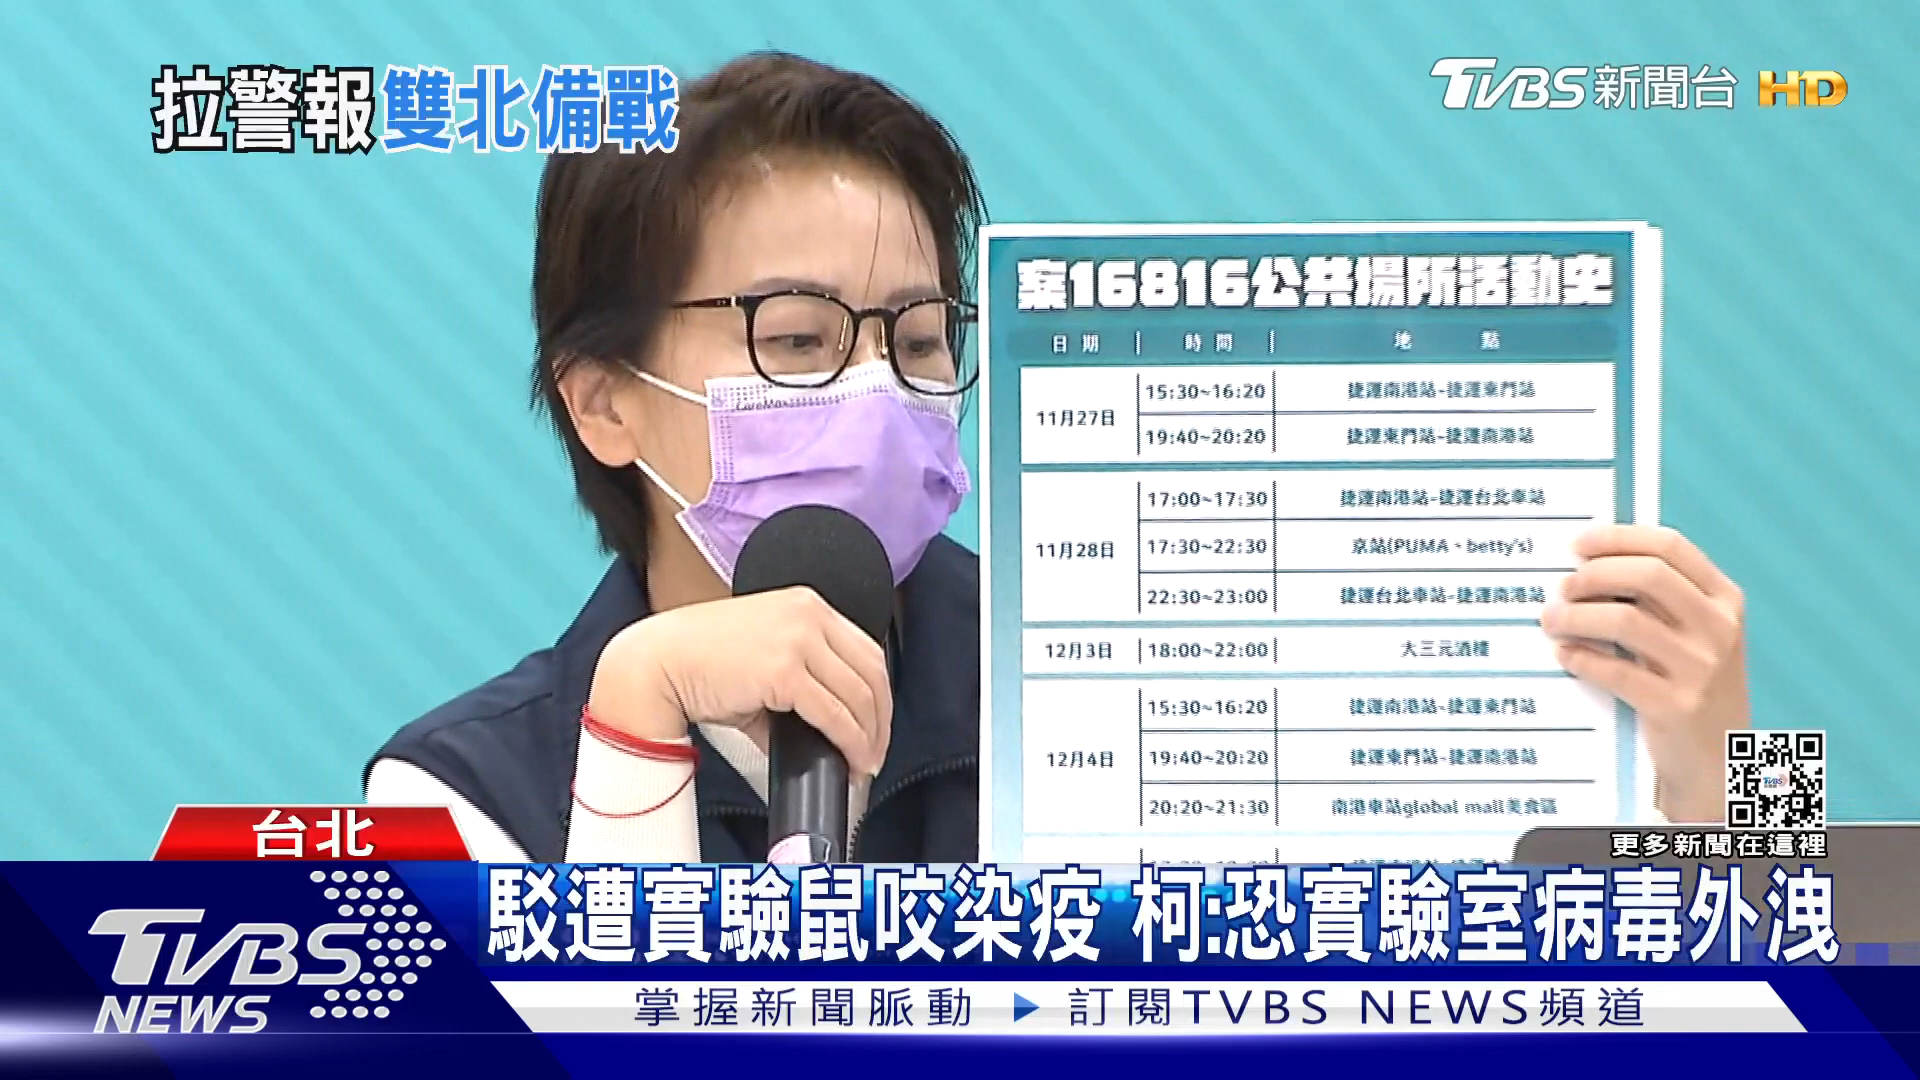 拉警報雙北備戰
TVBS新聞台 HD
案16816公共場所活動史
日期 時間 地點
11月27日
15:30~16:20 捷運南港站-捷運東門站
19:40~20:20 捷運東門站-捷運南港站
11月28日
17:00~17:30 捷運南港站-捷運台北車站
17:30~22:30 京站(PUMA、betty's)
22:30~23:00 捷運台北車站-捷運南港站
12月3日 18:00~22:00 大三元酒樓
12月4日
15:30~16:20 捷運南港站-捷運東門站
19:40~20:20 捷運東門站-捷運南港站
20:20~21:30 南港車站global mall美食區
更多新聞在這裡
台北
駁遭實驗鼠咬染疫 柯:恐實驗室病毒外洩
TVBS NEWS
掌握新聞脈動 ▶ 訂閱TVBS NEWS頻道